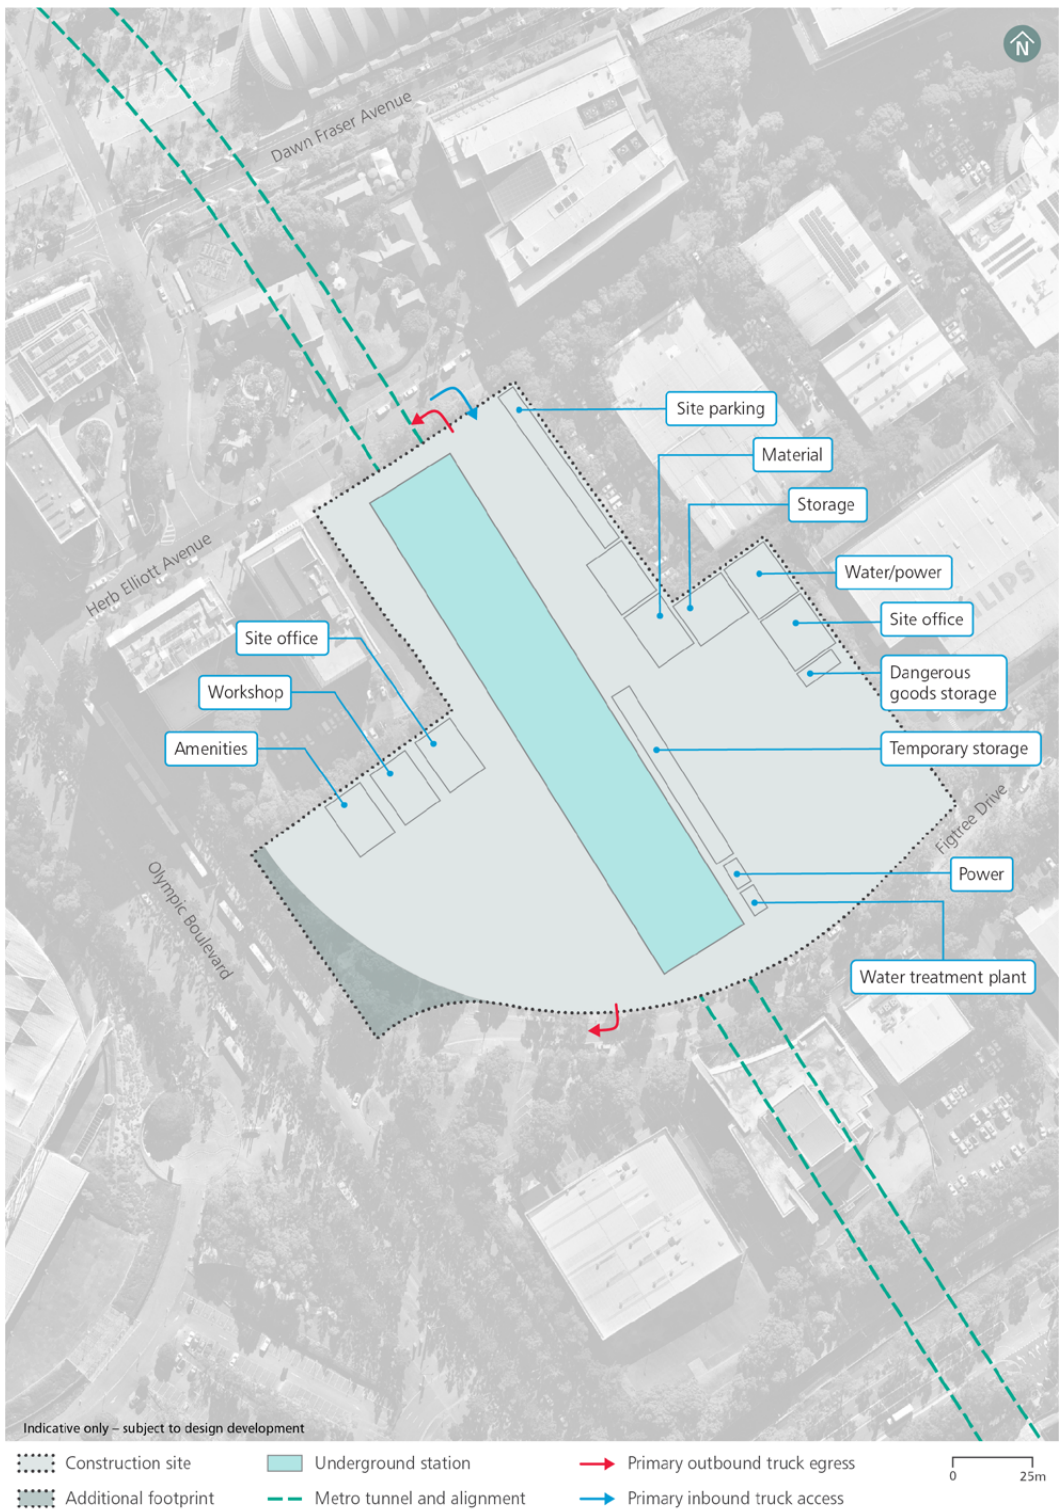 N
Dawn Fraser Avenue
Site parking
Material
Storage
Herb Elliott Avenue
Water/power
Site office
Site office
Dangerous
goods storage
Workshop
Amenities
Temporary storage
Figtree Drive
Olympic Boulevard
Power
Water treatment plant
Indicative only – subject to design development
Construction site
Underground station
Primary outbound truck egress
0 25m
Additional footprint
Metro tunnel and alignment
Primary inbound truck access